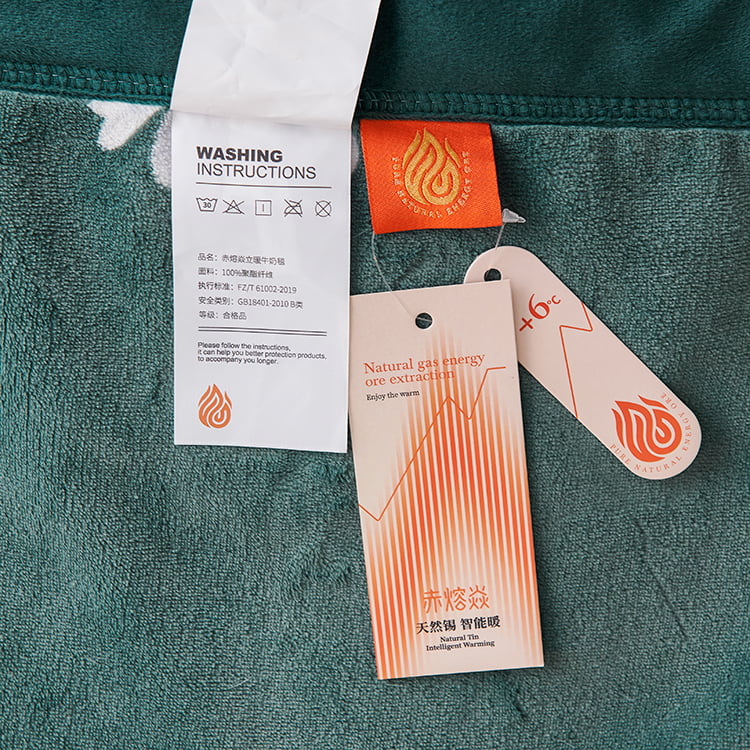 WASHING
INSTRUCTIONS
30
品名：赤熔焱立暖牛奶毯
面料：100%聚酯纤维
执行标准：FZ/T 61002-2019
安全类别：GB18401-2010 B类
等级：合格品
Please follow the instructions,
it can help you better protection products,
to accompany you longer.
PURE NATURAL ENERGY ORE
+6°C
PURE NATURAL ENERGY ORE
Natural gas energy
ore extraction
Enjoy the warm
赤熔焱
天然锡 智能暖
Natural Tin
Intelligent Warming